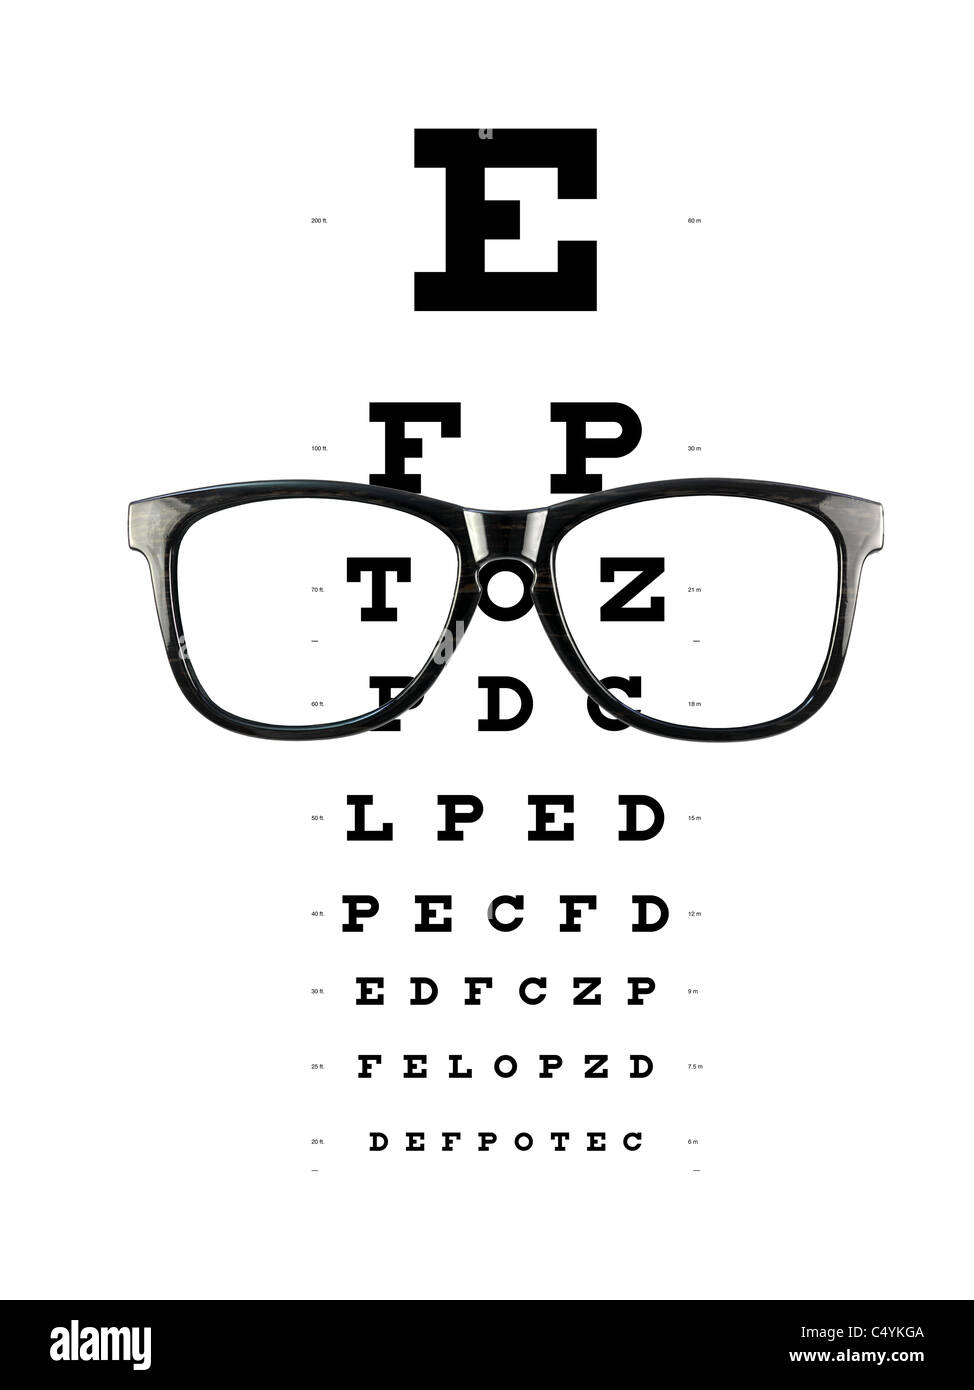 E
200 ft. 60 m
F P
100 ft. 30 m
T O Z
70 ft. 21 m
P D C
60 ft. 18 m
L P E D
50 ft. 15 m
P E C F D
40 ft. 12 m
E D F C Z P
30 ft. 9 m
F E L O P Z D
25 ft. 7.5 m
D E F P O T E C
20 ft. 6 m
a
alamy
alamy
Image ID: C4YKGA
www.alamy.com